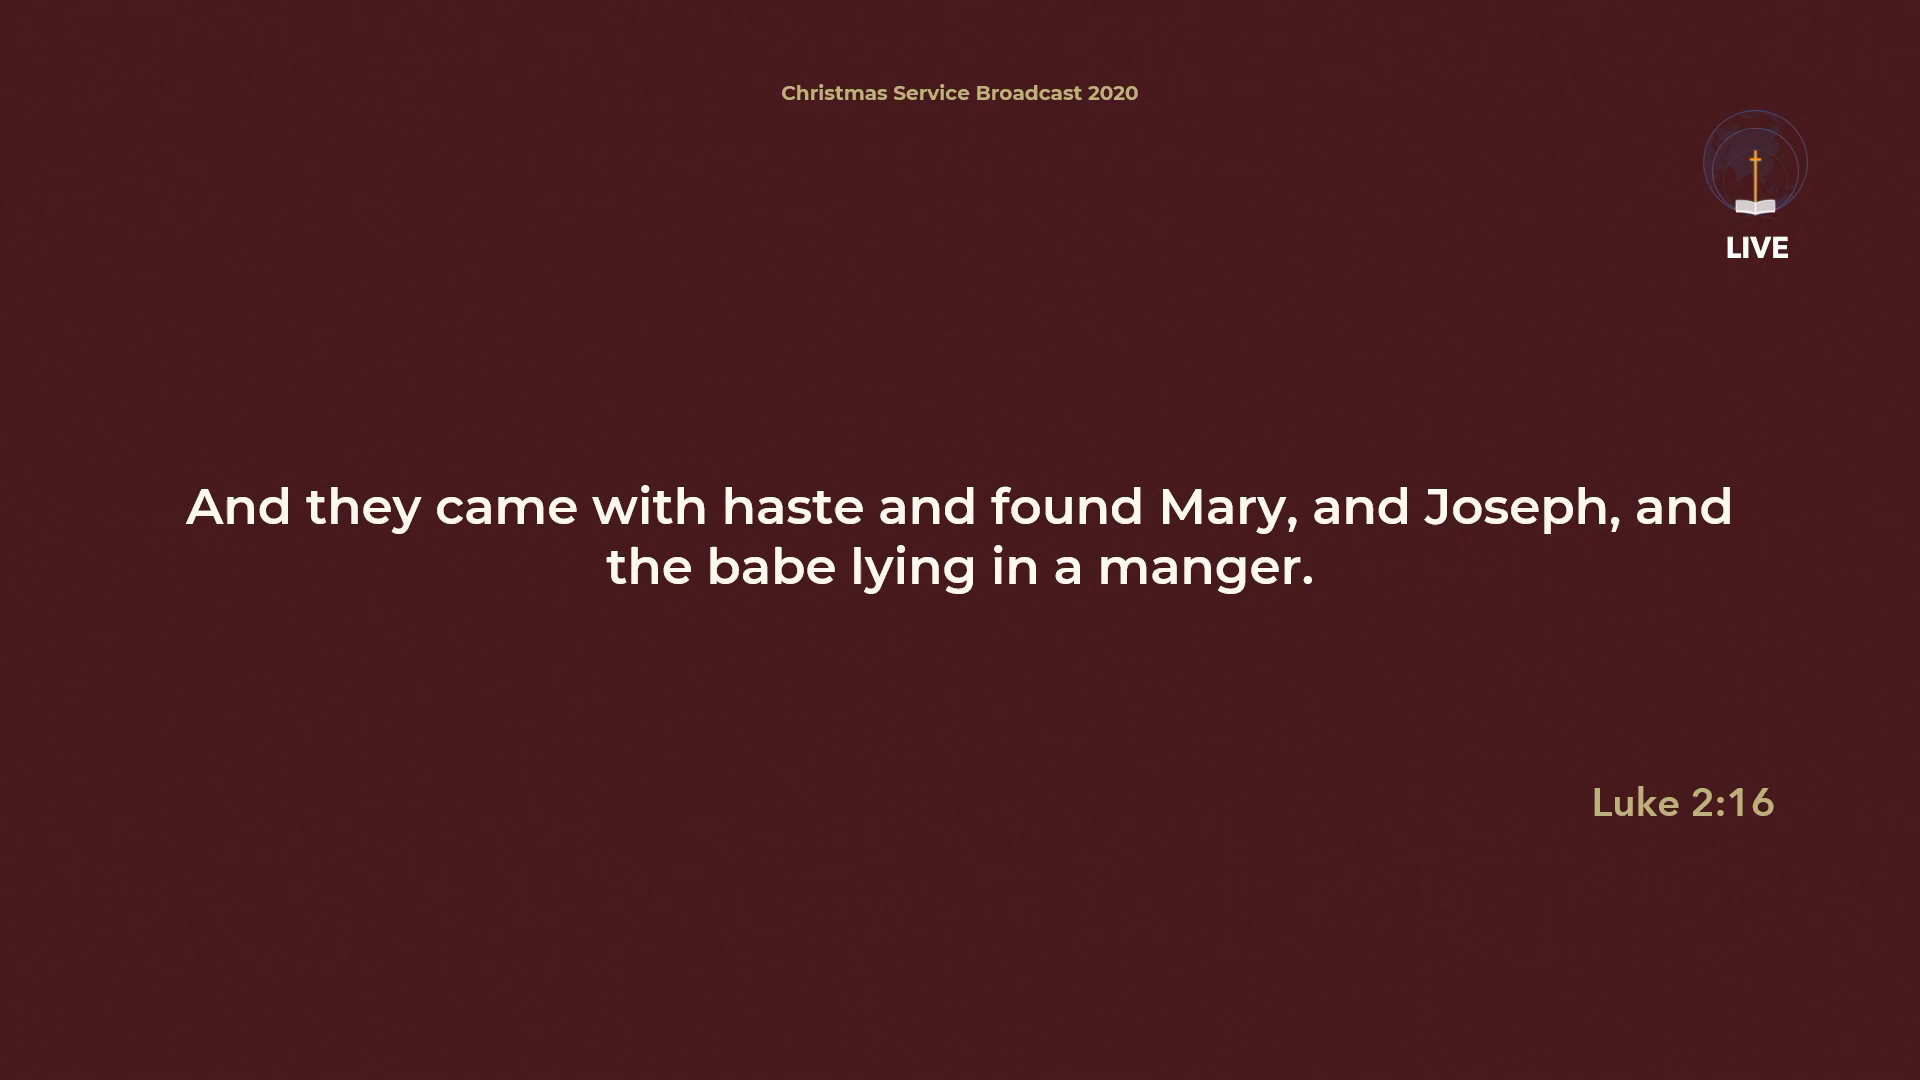 Christmas Service Broadcast 2020
LIVE
And they came with haste and found Mary, and Joseph, and
the babe lying in a manger.
Luke 2:16